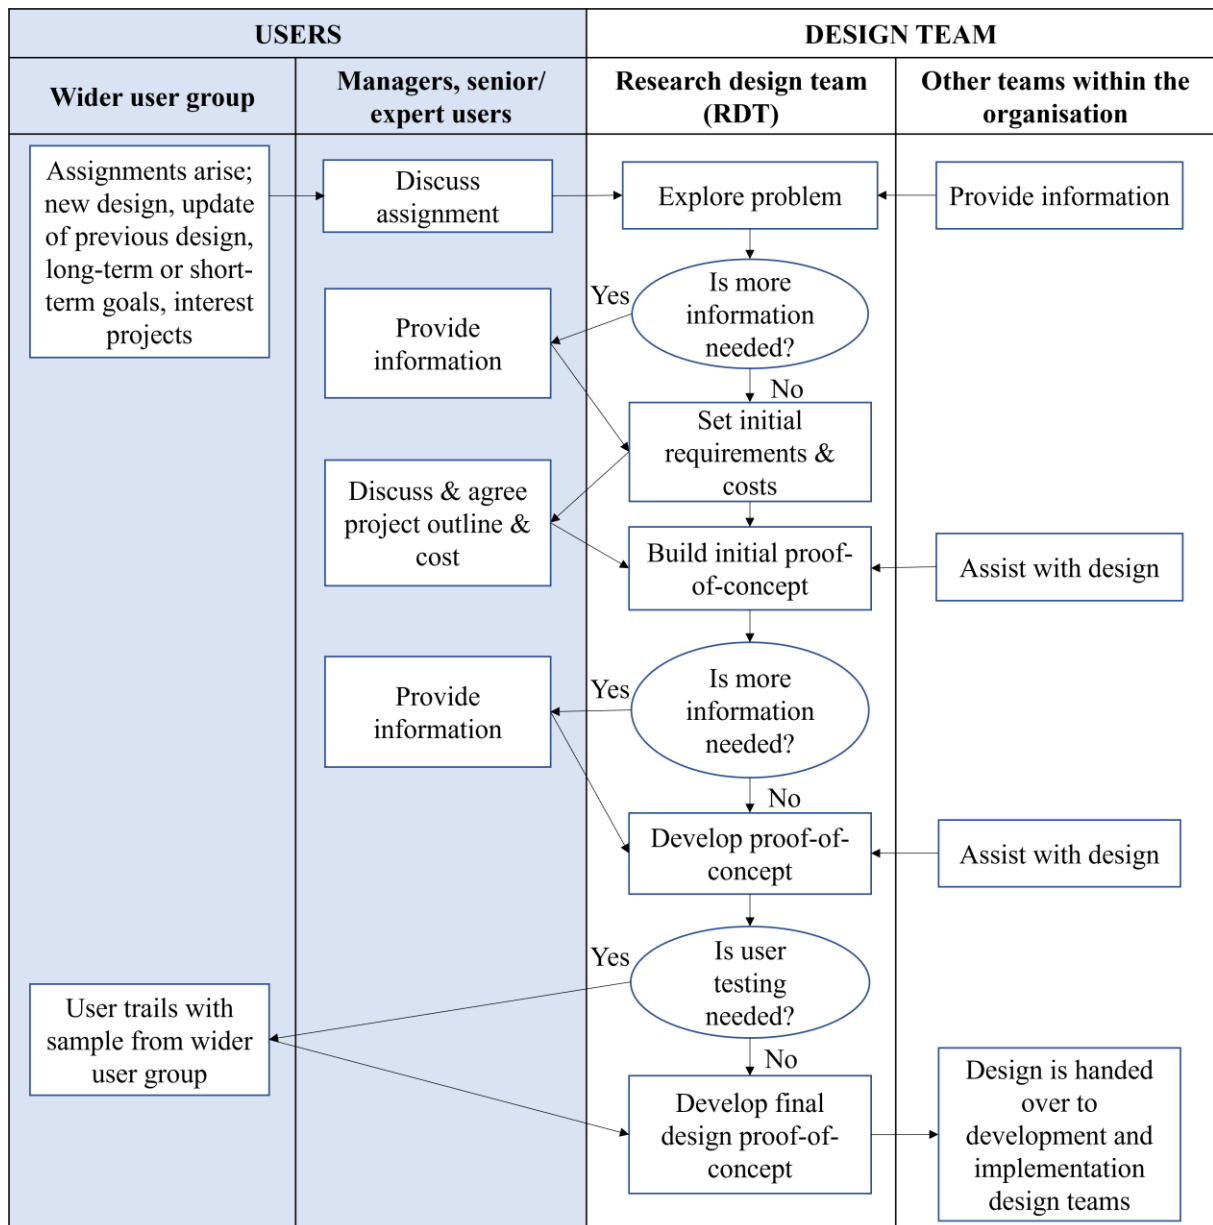 USERS
DESIGN TEAM
Wider user group
Managers, senior/
expert users
Research design team
(RDT)
Other teams within the
organisation
Assignments arise;
new design, update
of previous design,
long-term or short-
term goals, interest
projects
Discuss
assignment
Explore problem
Provide information
Is more
information
needed?
Yes
Provide
information
No
Set initial
requirements &
costs
Discuss & agree
project outline &
cost
Build initial proof-
of-concept
Assist with design
Is more
information
needed?
Yes
Provide
information
No
Develop proof-of-
concept
Assist with design
Is user
testing
needed?
Yes
User trails with
sample from wider
user group
No
Develop final
design proof-of-
concept
Design is handed
over to
development and
implementation
design teams